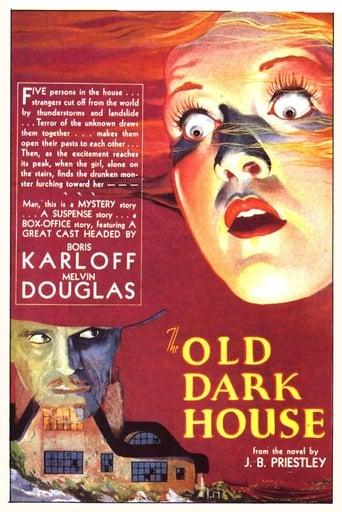 FIVE persons in the house . . .
strangers cut off from the world
by thunderstorms and landslide
. . . Terror of the unknown draws
them together . . . makes them
open their pasts to each other . . .
Then, as the excitement reaches
its peak, when the girl, alone on
the stairs, finds the drunken mon-
ster lurching toward her — — —
Man, this is a MYSTERY story
. . . A SUSPENSE story . . . a
BOX-OFFICE story, featuring A
GREAT CAST HEADED BY
BORIS
KARLOFF
MELVIN
DOUGLAS
The
OLD
DARK
HOUSE
from the novel by
J. B. PRIESTLEY